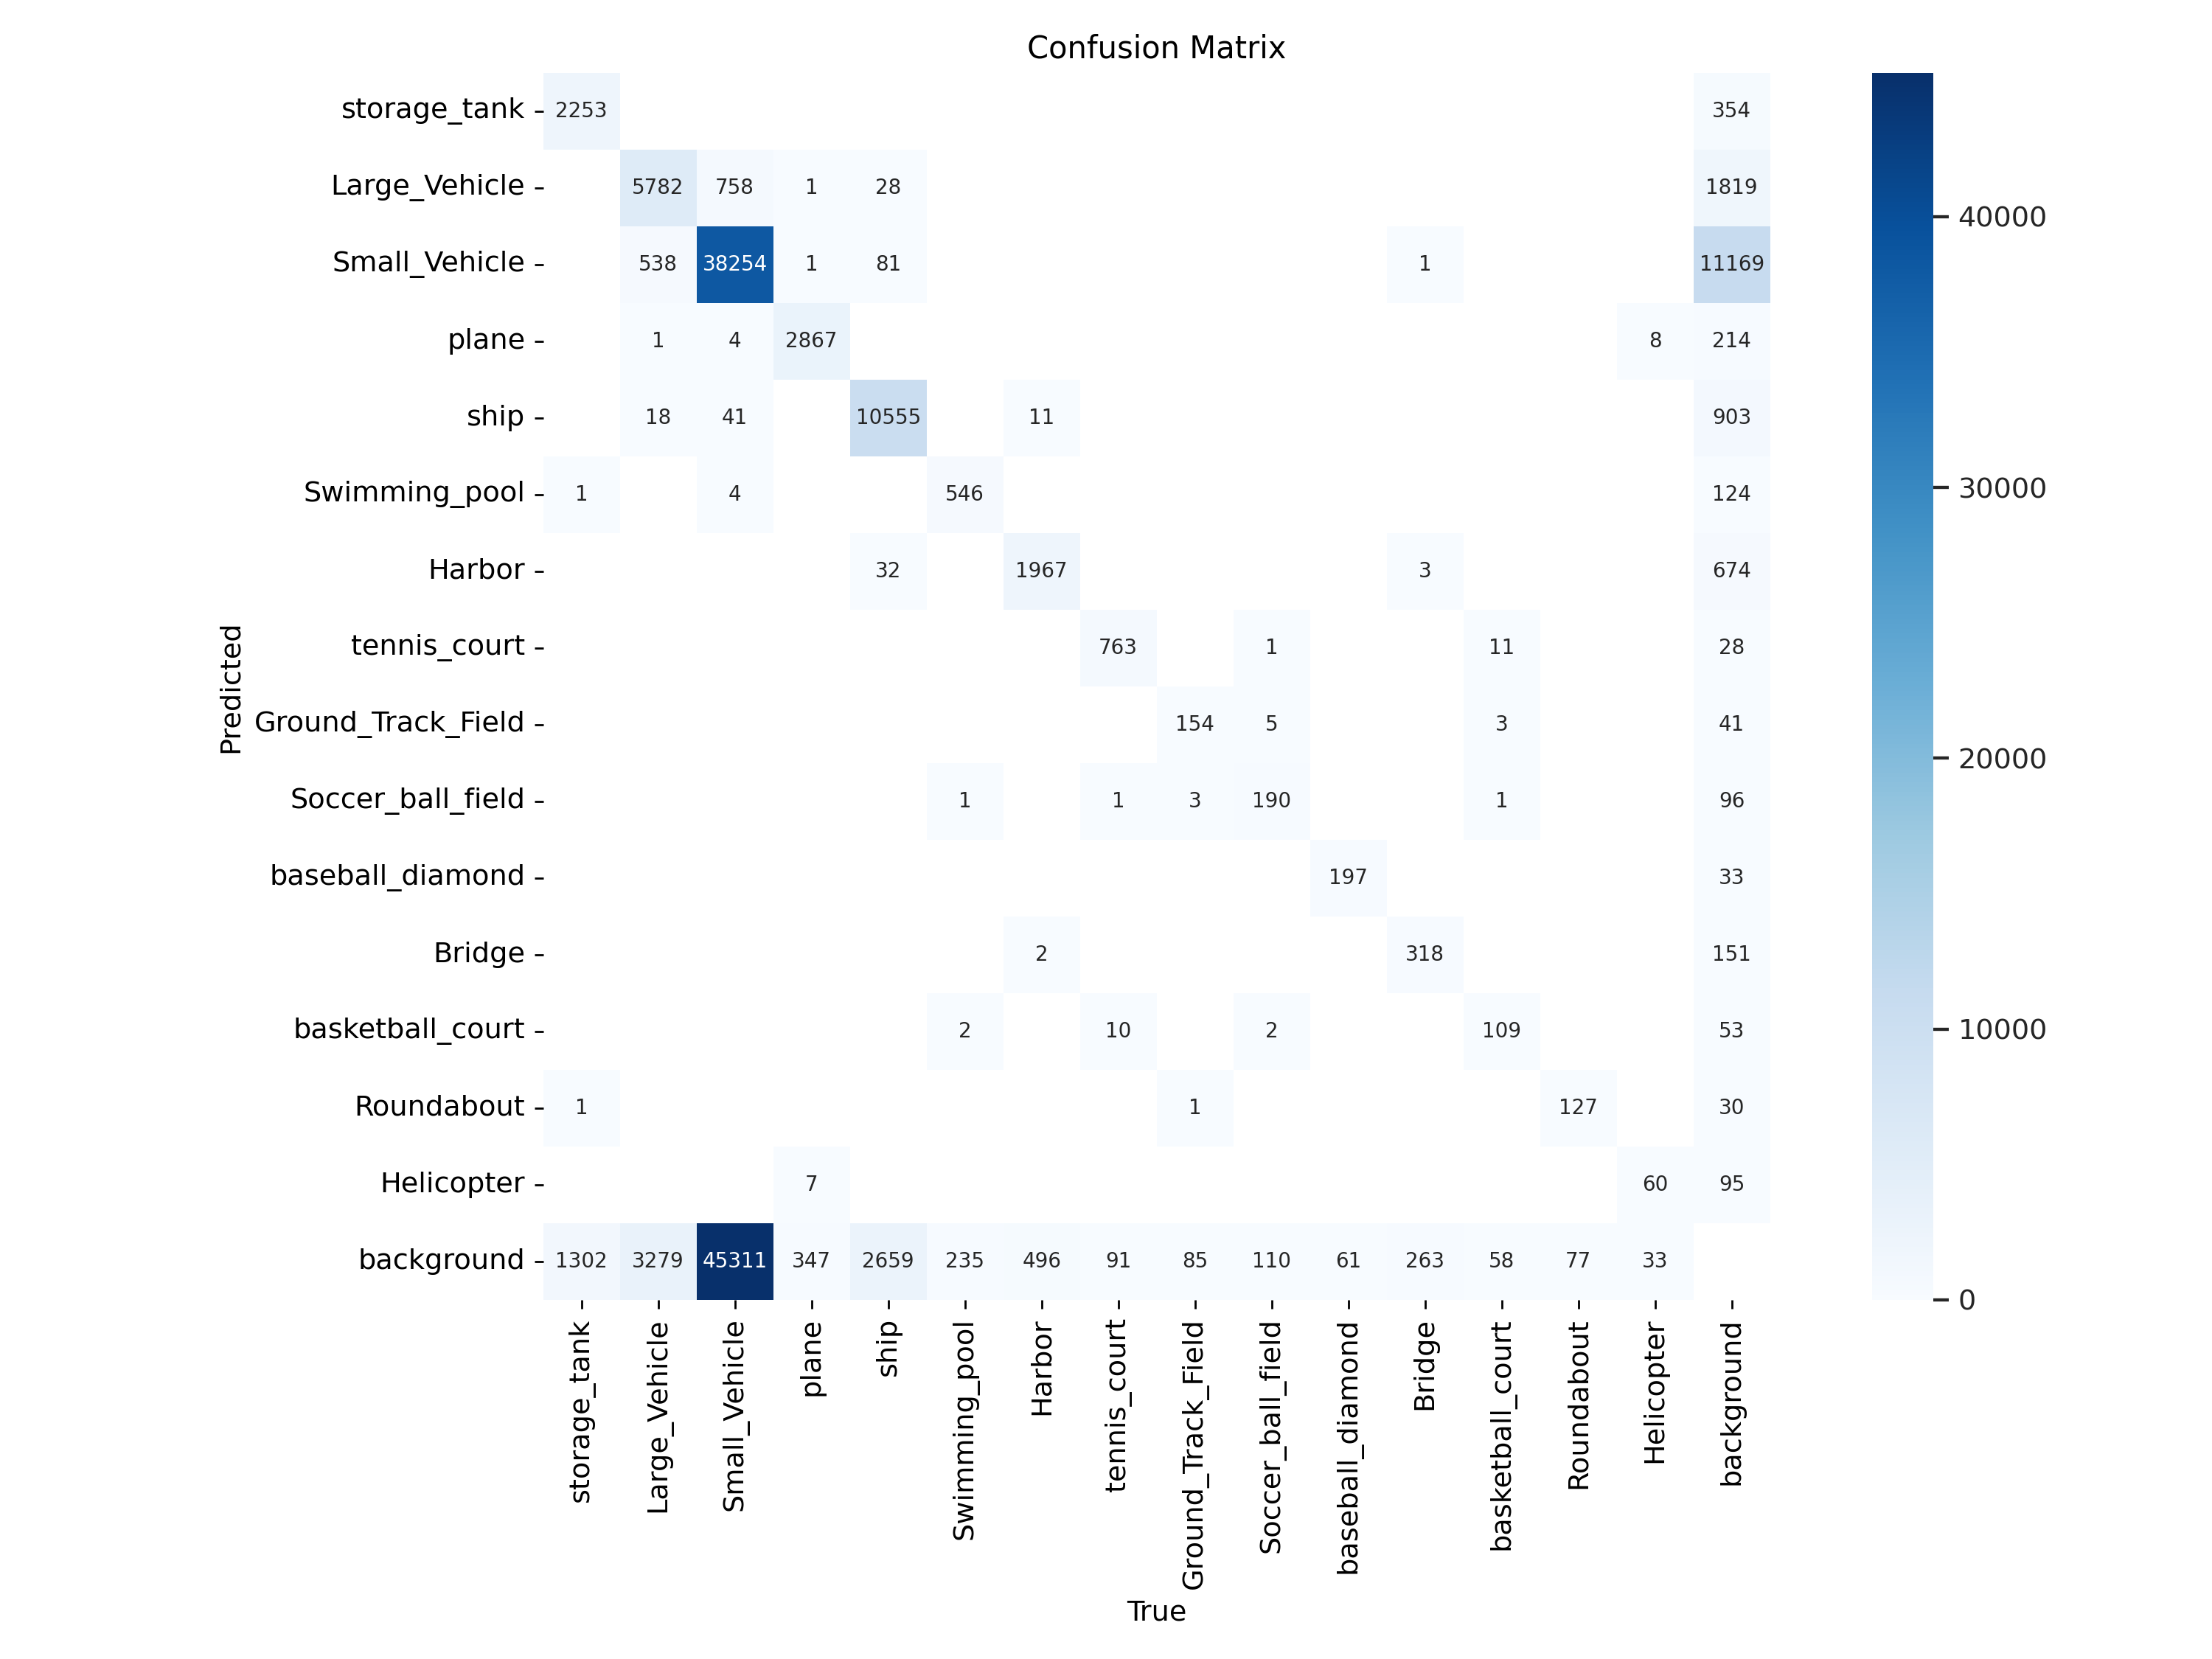 Confusion Matrix
storage_tank 2253 354
Large_Vehicle 5782 758 1 28 1819
40000
Small_Vehicle 538 38254 1 81 1 11169
plane 1 4 2867 8 214
ship 18 41 10555 11 903
30000
Swimming_pool 1 4 546 124
Harbor 32 1967 3 674
tennis_court 763 1 11 28
Predicted
Ground_Track_Field 154 5 3 41
20000
Soccer_ball_field 1 1 3 190 1 96
baseball_diamond 197 33
Bridge 2 318 151
basketball_court 2 10 2 109 53
10000
Roundabout 1 1 127 30
Helicopter 7 60 95
background 1302 3279 45311 347 2659 235 496 91 85 110 61 263 58 77 33
0
storage_tank
Large_Vehicle
Small_Vehicle
plane
ship
Swimming_pool
Harbor
tennis_court
Ground_Track_Field
Soccer_ball_field
baseball_diamond
Bridge
basketball_court
Roundabout
Helicopter
background
True